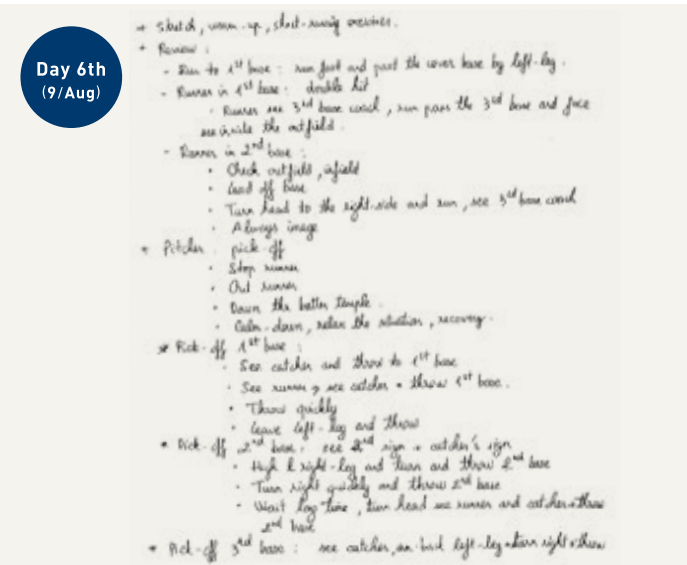 Day 6th
(9/Aug)
→ Stretch, warm-up, start-running exercises.
+ Review :
- Run to 1st base : run foot and past the cover base by left-leg.
- Runner in 1st base : double hit
• Runner see 3rd base coach, run pass the 3rd base and face
see inside the outfield.
- Runner in 2nd base :
• Check outfield, infield
• Lead off base
• Turn head to the right-side and run, see 3rd base coach
• Always image
* Pitcher : pick-off
• Stop runner
• Out runner
• Down the batter temple.
• Calm-down, relax the situation, recovery.
* Pick-off 1st base :
• See catcher and throw to 1st base
• See runner → see catcher + throw 1st base.
• Throw quickly
• Leave left-leg and throw
* Pick-off 2nd base : see 2nd sign + catcher's sign
• High k right-leg and turn and throw 2nd base
• Turn right quickly and throw 2nd base
• Wait log time, turn head see runner and catcher + throw
2nd base
* Pick-off 3rd base : see catcher, left-leg turn right + throw